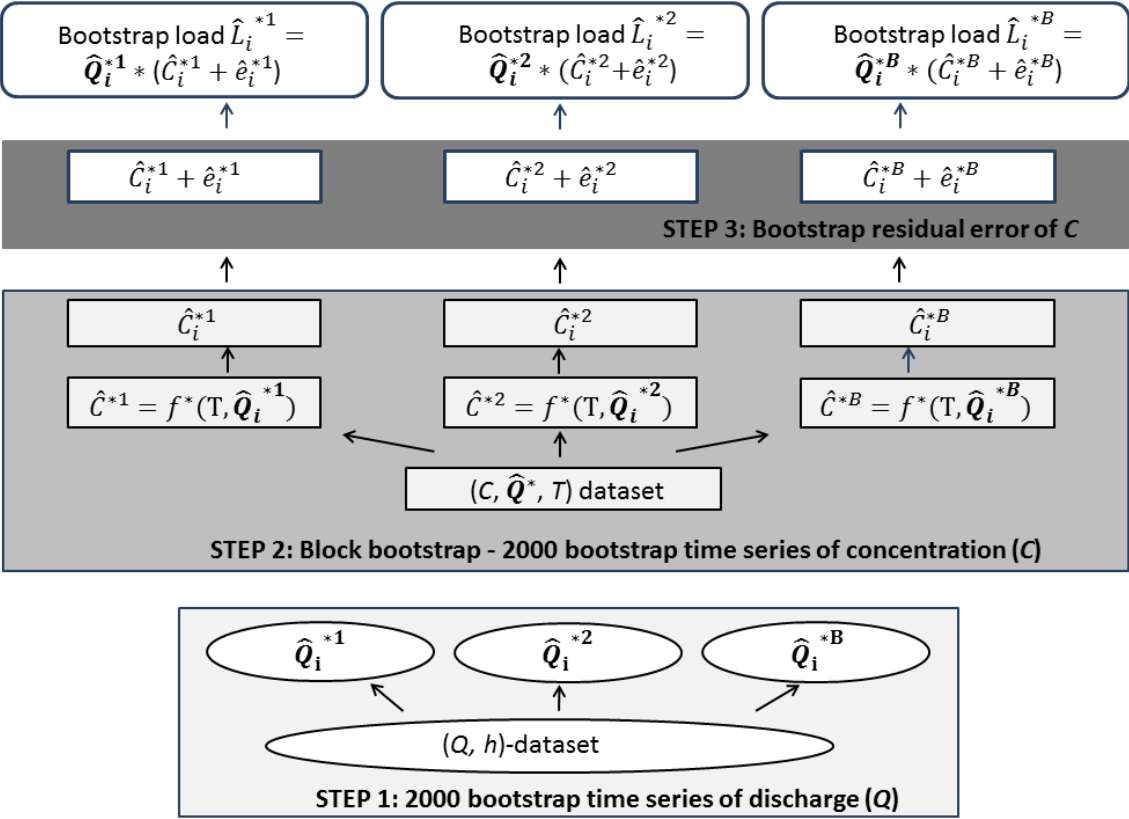 Bootstrap load L̂ᵢ*¹ =
Q̂ᵢ*¹ ∗ (Ĉᵢ*¹ + êᵢ*¹)
Bootstrap load L̂ᵢ*² =
Q̂ᵢ*² ∗ (Ĉᵢ*²+êᵢ*²)
Bootstrap load L̂ᵢ*ᴮ =
Q̂ᵢ*ᴮ ∗ (Ĉᵢ*ᴮ + êᵢ*ᴮ)
Ĉᵢ*¹ + êᵢ*¹
Ĉᵢ*² + êᵢ*²
Ĉᵢ*ᴮ + êᵢ*ᴮ
STEP 3: Bootstrap residual error of C
Ĉᵢ*¹
Ĉᵢ*²
Ĉᵢ*ᴮ
Ĉ*¹ = f*(T, Q̂ᵢ*¹)
Ĉ*² = f*(T, Q̂ᵢ*²)
Ĉ*ᴮ = f*(T, Q̂ᵢ*ᴮ)
(C, Q̂*, T) dataset
STEP 2: Block bootstrap - 2000 bootstrap time series of concentration (C)
Q̂ᵢ*¹
Q̂ᵢ*²
Q̂ᵢ*ᴮ
(Q, h)-dataset
STEP 1: 2000 bootstrap time series of discharge (Q)